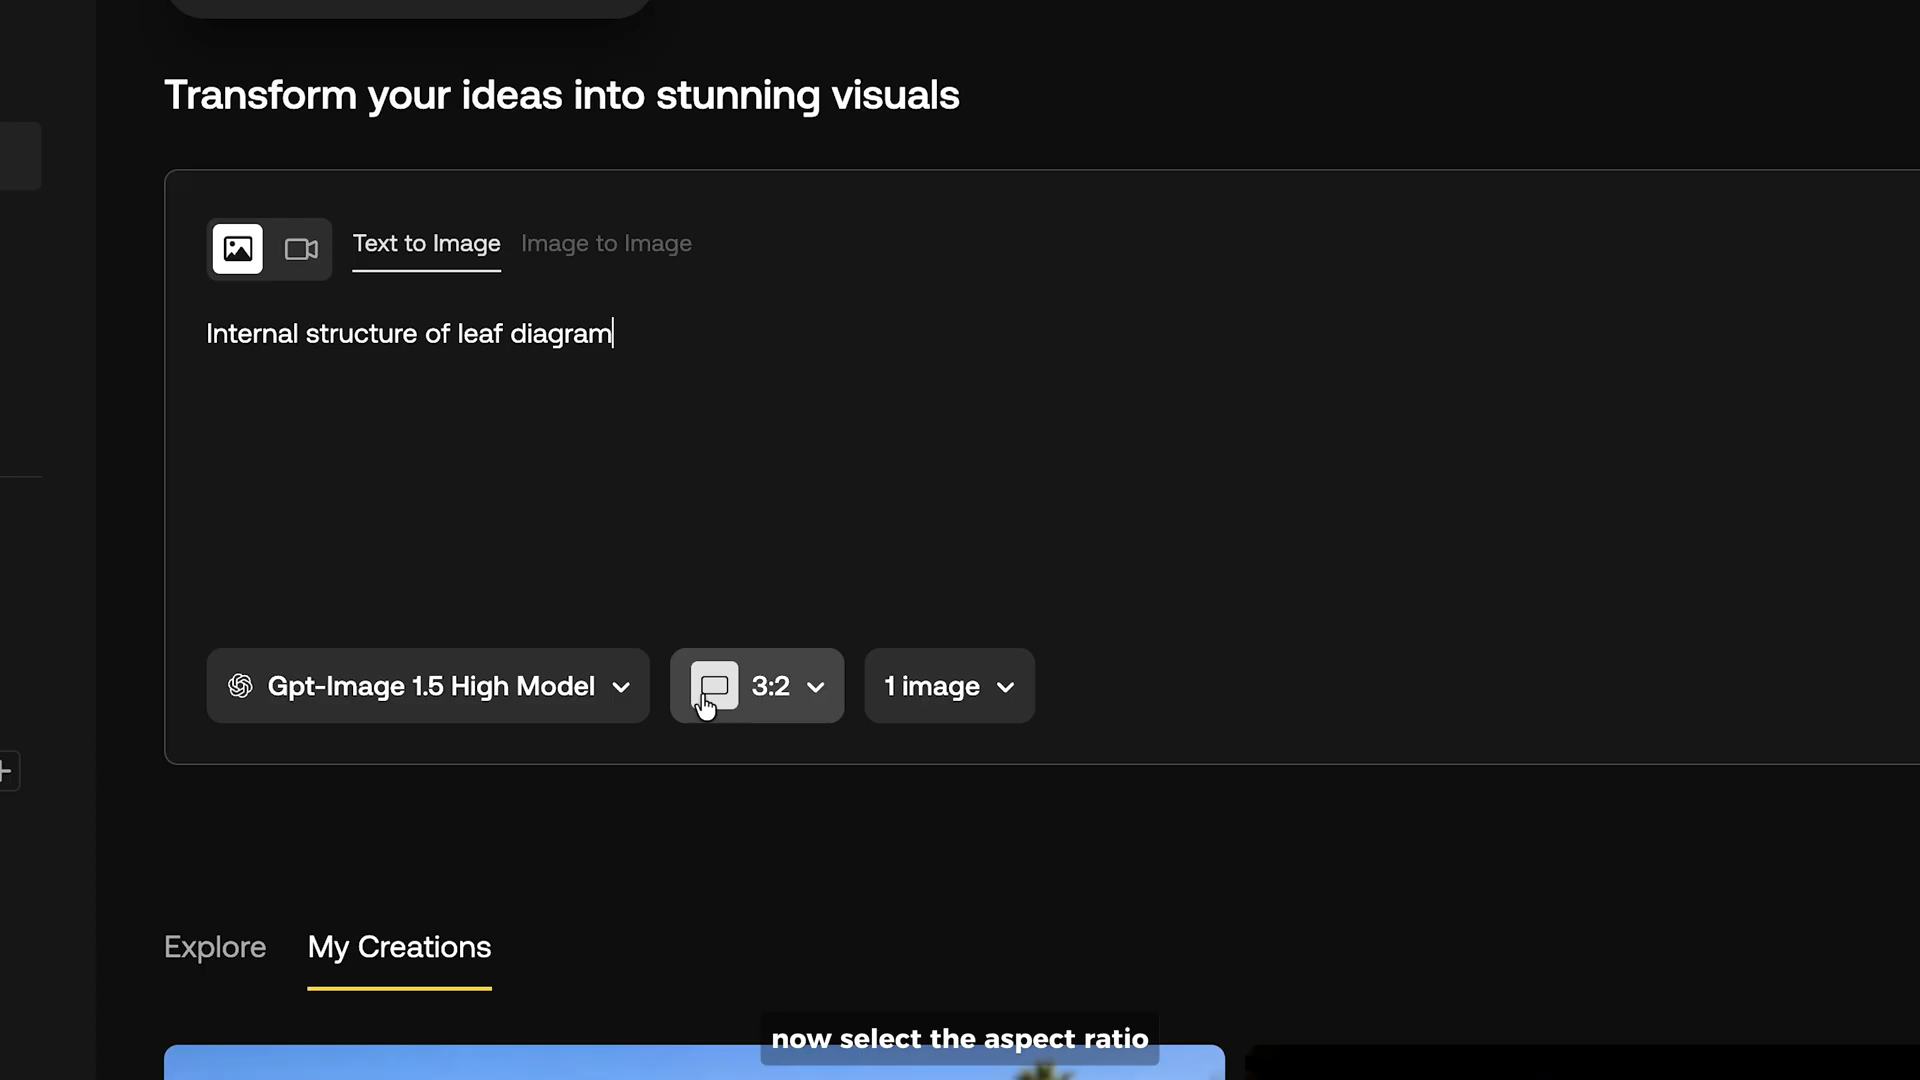 Transform your ideas into stunning visuals
Text to Image Image to Image
Internal structure of leaf diagram
Gpt-Image 1.5 High Model 3:2 1 image
Explore My Creations
now select the aspect ratio